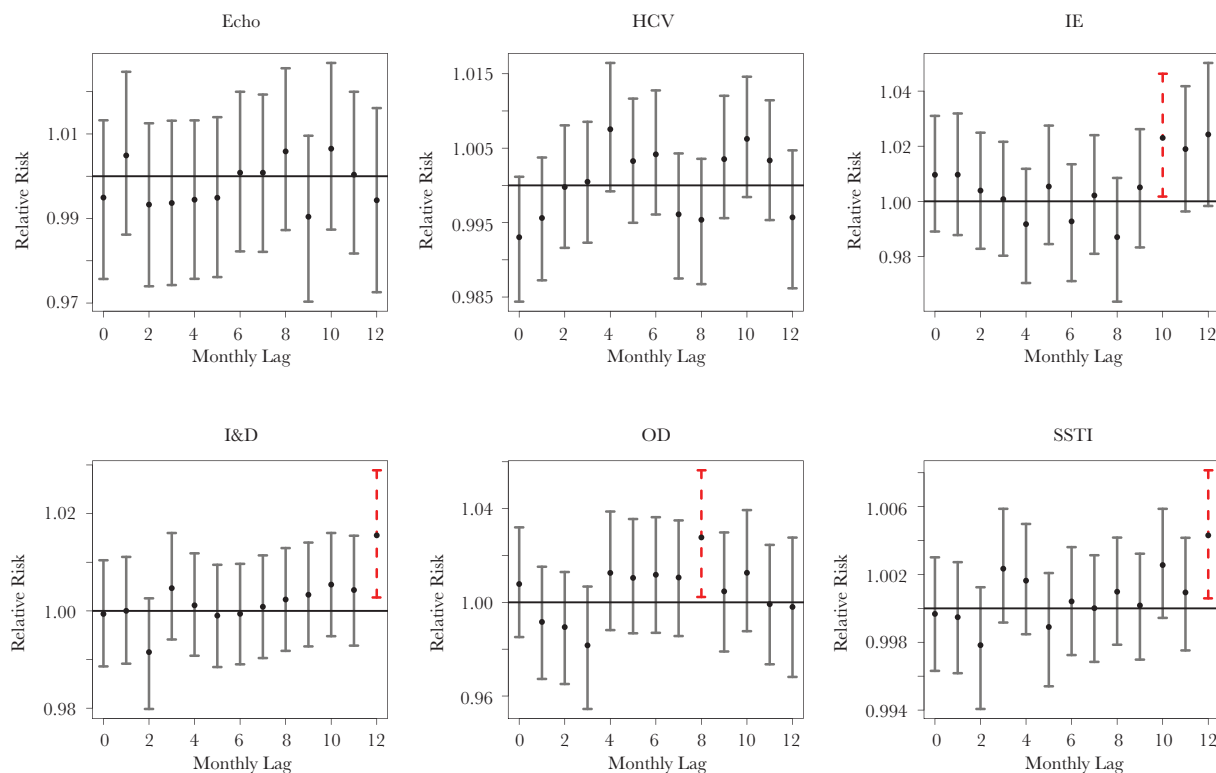 Echo
HCV
IE
Relative Risk
1.01
0.99
0.97
0 2 4 6 8 10 12
Monthly Lag
Relative Risk
1.015
1.005
0.995
0.985
0 2 4 6 8 10 12
Monthly Lag
Relative Risk
1.04
1.02
1.00
0.98
0 2 4 6 8 10 12
Monthly Lag
I&D
OD
SSTI
Relative Risk
1.02
1.00
0.98
0 2 4 6 8 10 12
Monthly Lag
Relative Risk
1.04
1.00
0.96
0 2 4 6 8 10 12
Monthly Lag
Relative Risk
1.006
1.002
0.998
0.994
0 2 4 6 8 10 12
Monthly Lag